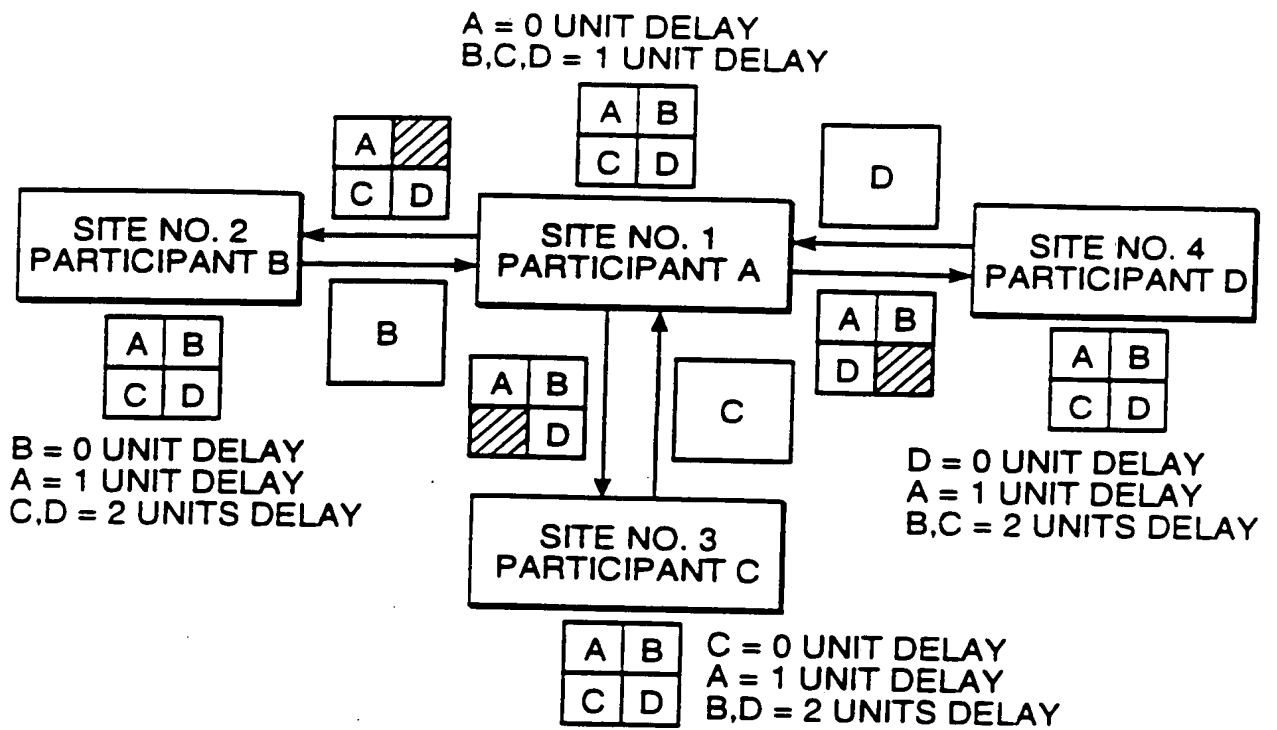 A = 0 UNIT DELAY
B,C,D = 1 UNIT DELAY
A B
C D
A
C D
D
SITE NO. 2
PARTICIPANT B
SITE NO. 1
PARTICIPANT A
SITE NO. 4
PARTICIPANT D
B
A B
D
A B
C D
A B
D
C
A B
C D
B = 0 UNIT DELAY
A = 1 UNIT DELAY
C,D = 2 UNITS DELAY
D = 0 UNIT DELAY
A = 1 UNIT DELAY
B,C = 2 UNITS DELAY
SITE NO. 3
PARTICIPANT C
A B
C D
C = 0 UNIT DELAY
A = 1 UNIT DELAY
B,D = 2 UNITS DELAY